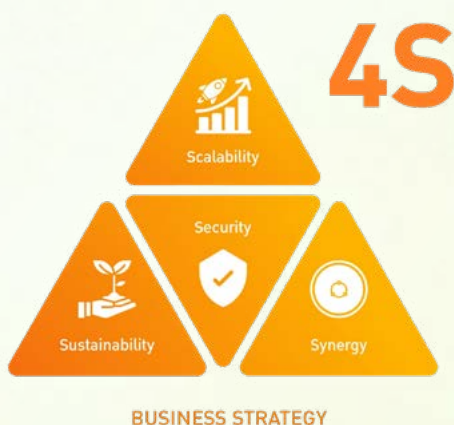 4S
Scalability
Security
Sustainability
Synergy
BUSINESS STRATEGY